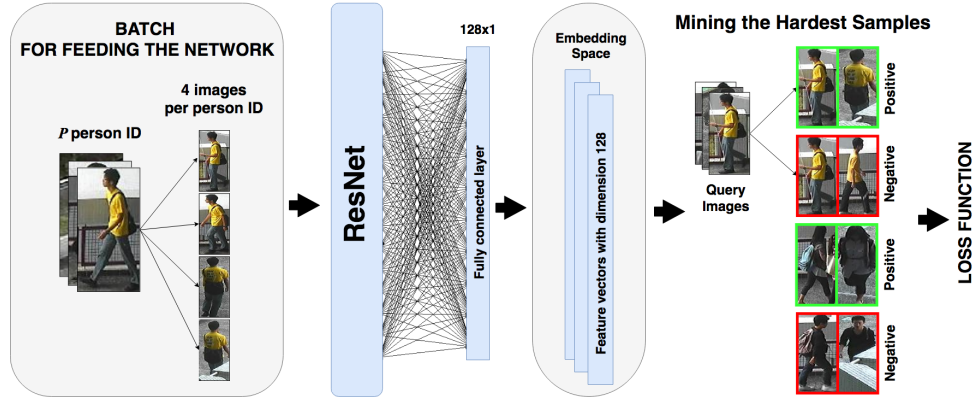 BATCH
FOR FEEDING THE NETWORK
4 images
per person ID
P person ID
ResNet
128x1
Fully connected layer
Embedding
Space
Feature vectors with dimension 128
Mining the Hardest Samples
Query
Images
Positive
Negative
Positive
Negative
LOSS FUNCTION